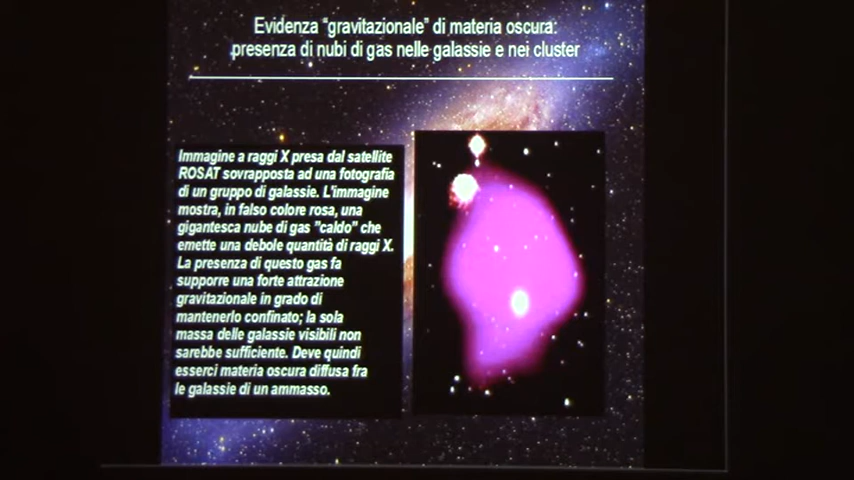 Evidenza "gravitazionale" di materia oscura:
presenza di nubi di gas nelle galassie e nei cluster
Immagine a raggi X presa dal satellite
ROSAT sovrapposta ad una fotografia
di un gruppo di galassie. L'immagine
mostra, in falso colore rosa, una
gigantesca nube di gas "caldo" che
emette una debole quantità di raggi X.
La presenza di questo gas fa
supporre una forte attrazione
gravitazionale in grado di
mantenerlo confinato; la sola
massa delle galassie visibili non
sarebbe sufficiente. Deve quindi
esserci materia oscura diffusa fra
le galassie di un ammasso.